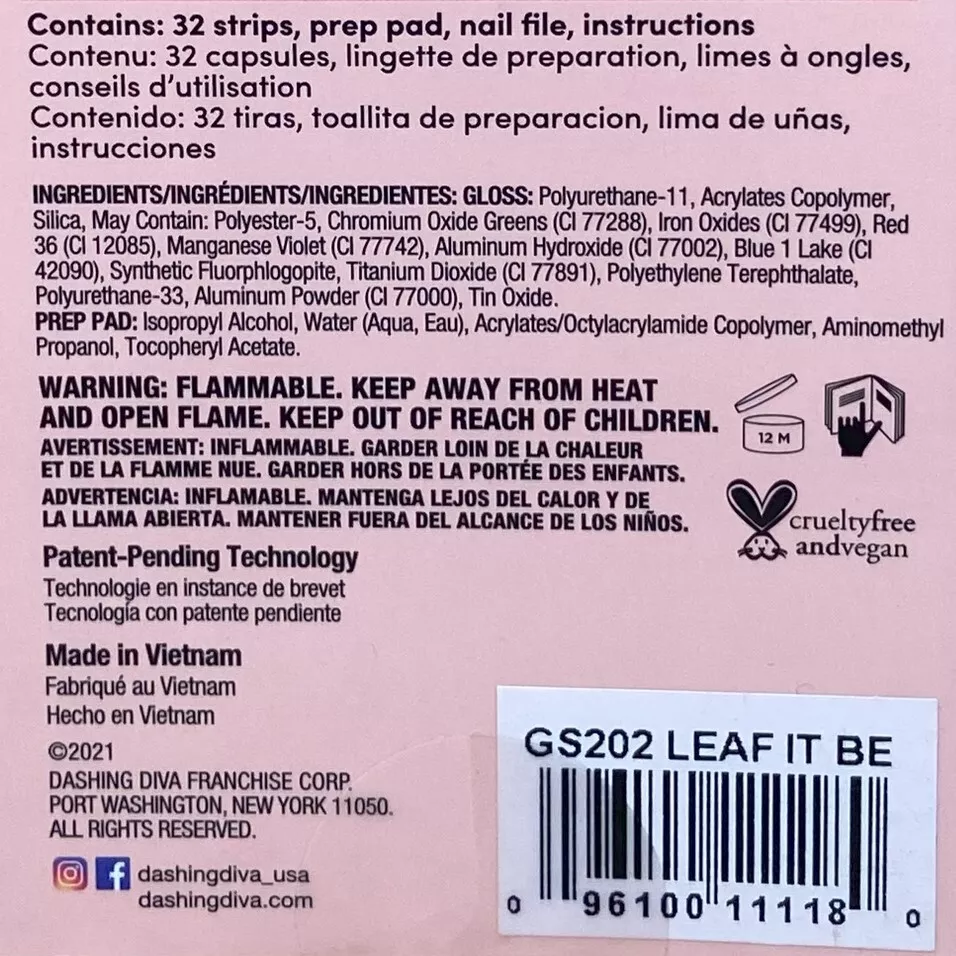 Contains: 32 strips, prep pad, nail file, instructions
Contenu: 32 capsules, lingette de preparation, limes à ongles,
conseils d'utilisation
Contenido: 32 tiras, toallita de preparacion, lima de uñas,
instrucciones
INGREDIENTS/INGRÉDIENTS/INGREDIENTES: GLOSS: Polyurethane-11, Acrylates Copolymer,
Silica, May Contain: Polyester-5, Chromium Oxide Greens (CI 77288), Iron Oxides (CI 77499), Red
36 (CI 12085), Manganese Violet (CI 77742), Aluminum Hydroxide (CI 77002), Blue 1 Lake (CI
42090), Synthetic Fluorphlogopite, Titanium Dioxide (CI 77891), Polyethylene Terephthalate,
Polyurethane-33, Aluminum Powder (CI 77000), Tin Oxide.
PREP PAD: Isopropyl Alcohol, Water (Aqua, Eau), Acrylates/Octylacrylamide Copolymer, Aminomethyl
Propanol, Tocopheryl Acetate.
WARNING: FLAMMABLE. KEEP AWAY FROM HEAT
AND OPEN FLAME. KEEP OUT OF REACH OF CHILDREN.
AVERTISSEMENT: INFLAMMABLE. GARDER LOIN DE LA CHALEUR
ET DE LA FLAMME NUE. GARDER HORS DE LA PORTÉE DES ENFANTS.
ADVERTENCIA: INFLAMABLE. MANTENGA LEJOS DEL CALOR Y DE
LA LLAMA ABIERTA. MANTENER FUERA DEL ALCANCE DE LOS NIÑOS.
12 M
crueltyfree
andvegan
Patent-Pending Technology
Technologie en instance de brevet
Tecnología con patente pendiente
Made in Vietnam
Fabriqué au Vietnam
Hecho en Vietnam
©2021
DASHING DIVA FRANCHISE CORP.
PORT WASHINGTON, NEW YORK 11050.
ALL RIGHTS RESERVED.
dashingdiva_usa
dashingdiva.com
GS202 LEAF IT BE
0 96100 11118 0